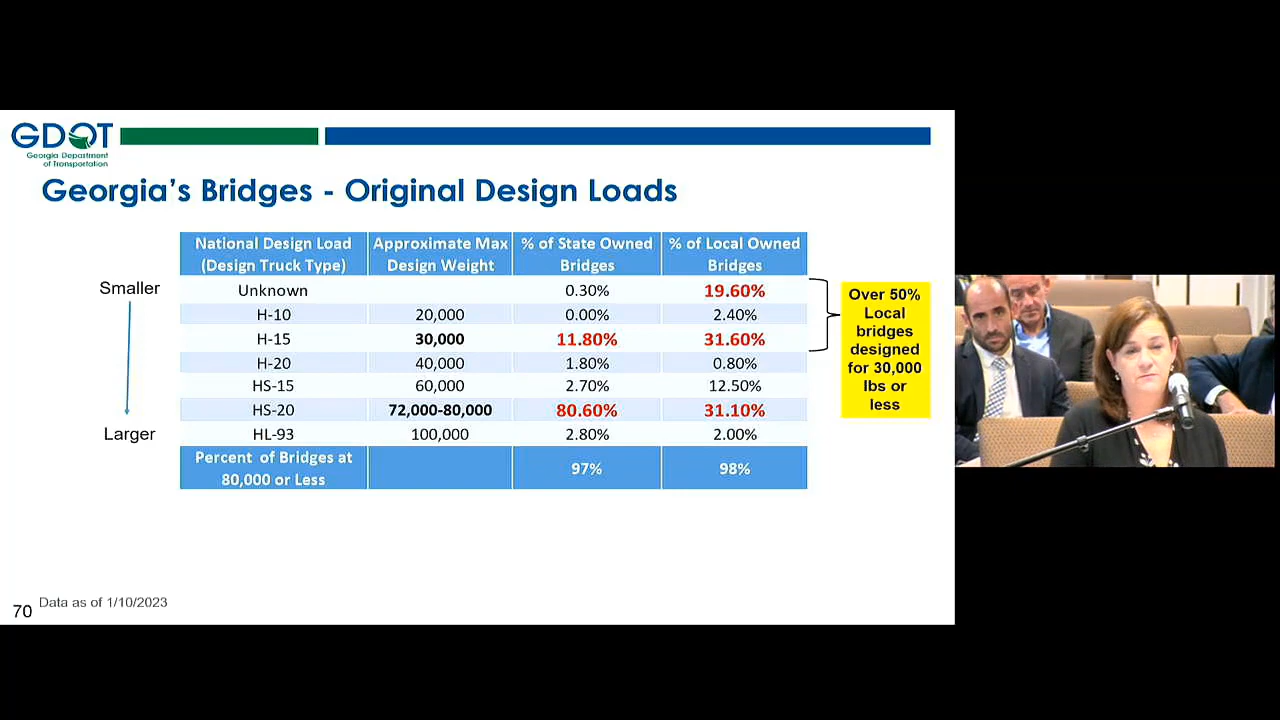 GDOT
Georgia Department
of Transportation
Georgia's Bridges - Original Design Loads
National Design Load
(Design Truck Type)
Approximate Max
Design Weight
% of State Owned
Bridges
% of Local Owned
Bridges
Smaller
Unknown 0.30% 19.60%
H-10 20,000 0.00% 2.40%
H-15 30,000 11.80% 31.60%
H-20 40,000 1.80% 0.80%
HS-15 60,000 2.70% 12.50%
HS-20 72,000-80,000 80.60% 31.10%
Larger
HL-93 100,000 2.80% 2.00%
Percent of Bridges at
80,000 or Less
97% 98%
Over 50%
Local
bridges
designed
for 30,000
lbs or
less
Data as of 1/10/2023
70